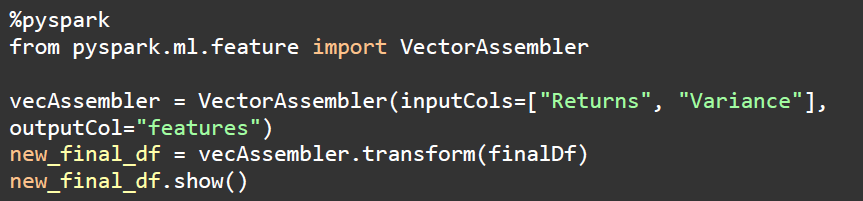 %pyspark
from pyspark.ml.feature import VectorAssembler
vecAssembler = VectorAssembler(inputCols=["Returns", "Variance"],
outputCol="features")
new_final_df = vecAssembler.transform(finalDf)
new_final_df.show()